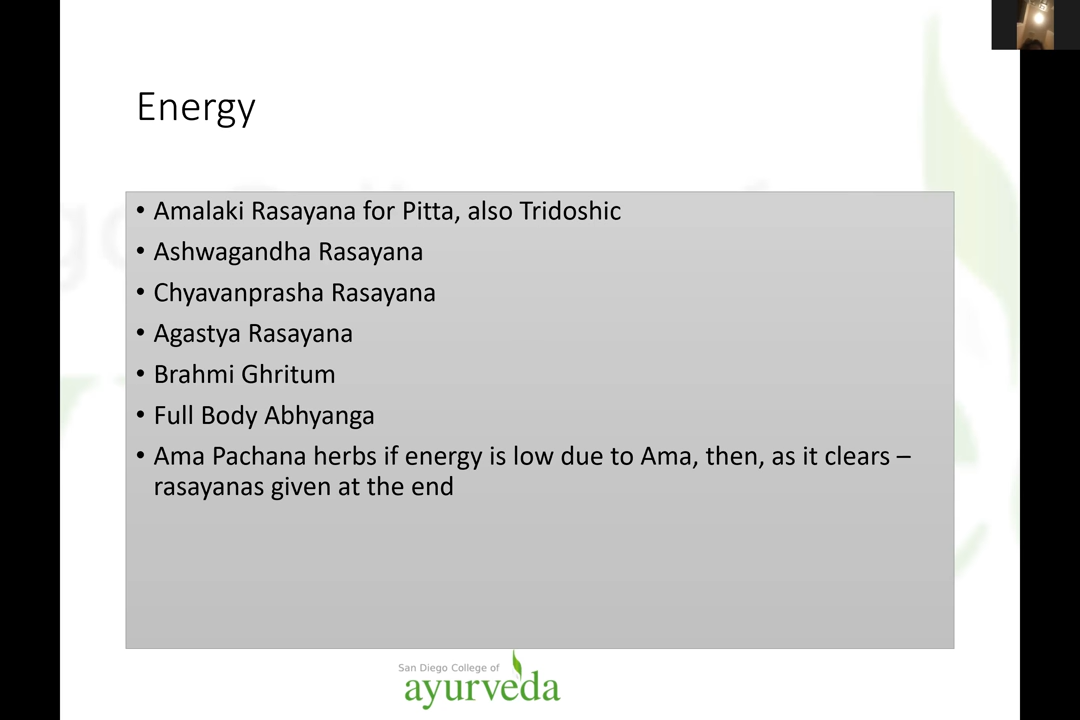 Energy
• Amalaki Rasayana for Pitta, also Tridoshic
• Ashwagandha Rasayana
• Chyavanprasha Rasayana
• Agastya Rasayana
• Brahmi Ghritum
• Full Body Abhyanga
• Ama Pachana herbs if energy is low due to Ama, then, as it clears –
rasayanas given at the end
San Diego College of
ayurveda